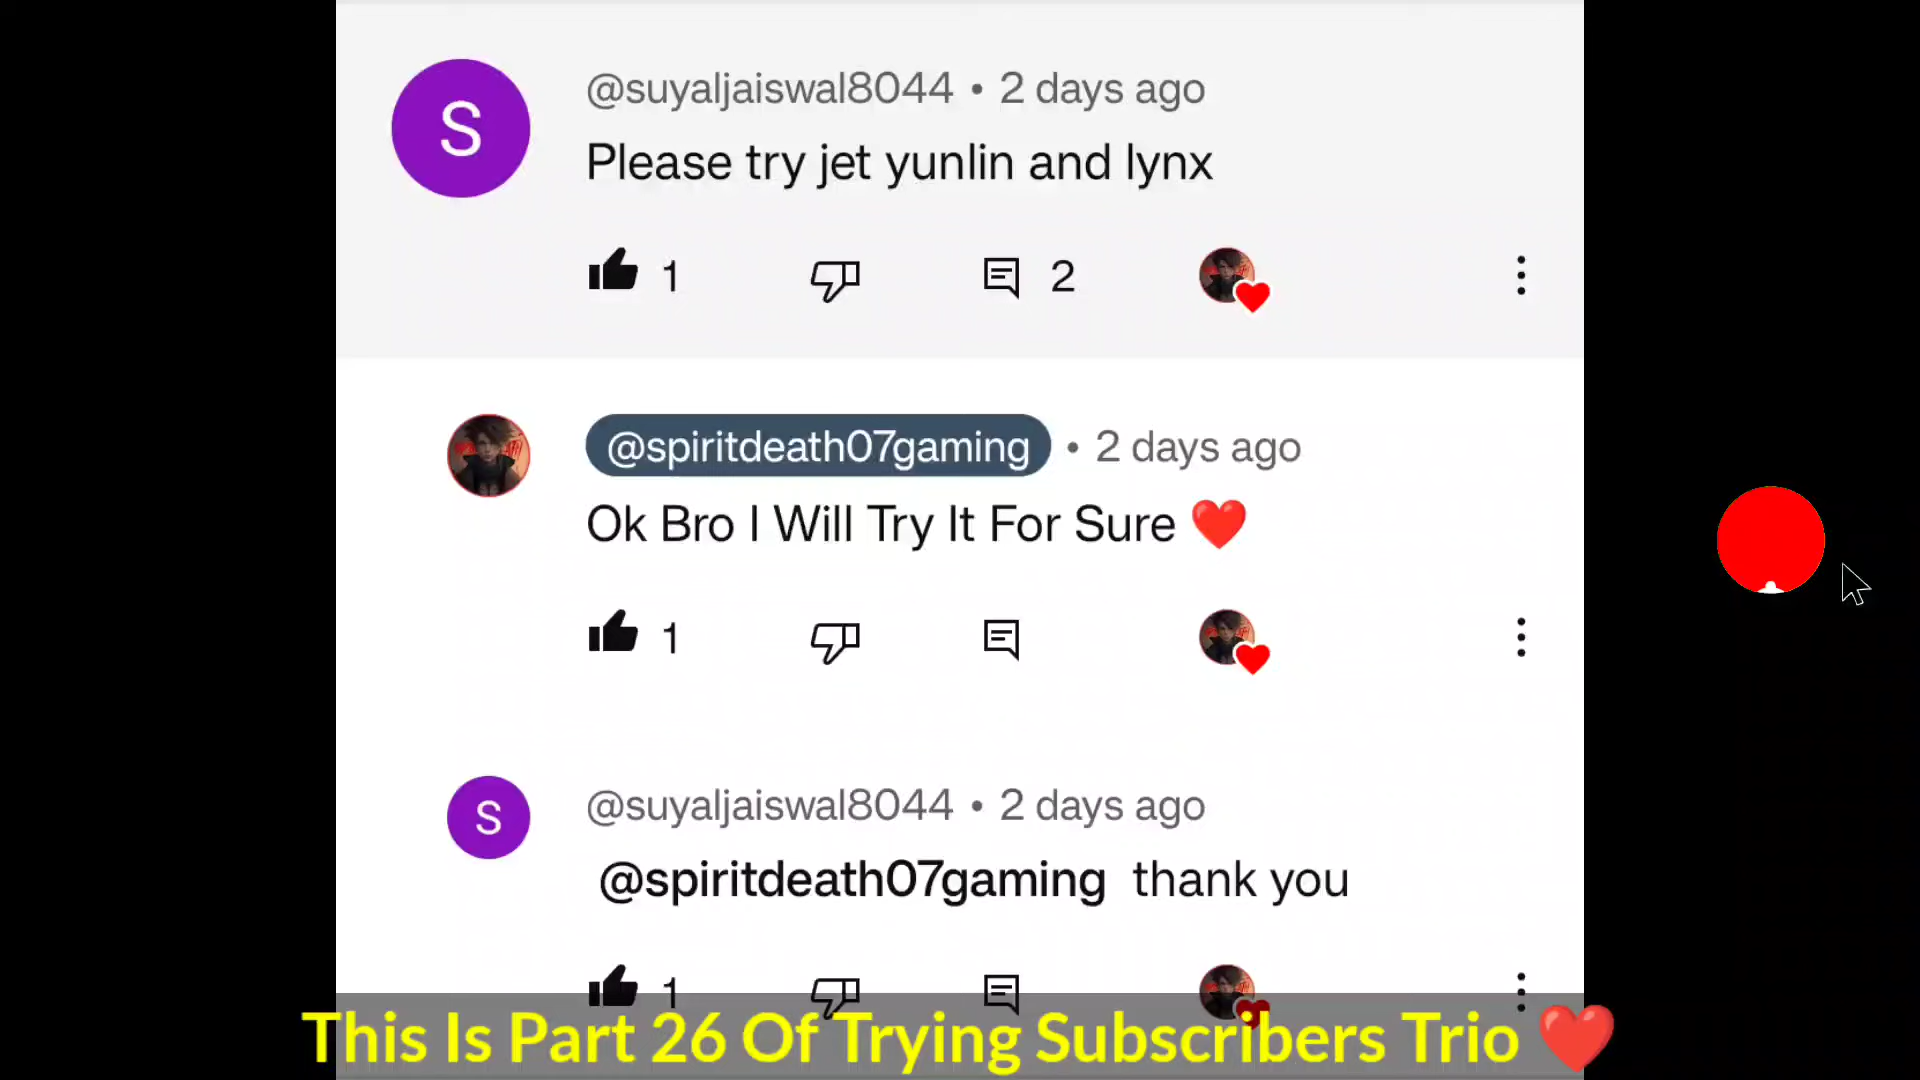 S
@suyaljaiswal8044 • 2 days ago
Please try jet yunlin and lynx
1
2
@spiritdeath07gaming • 2 days ago
Ok Bro I Will Try It For Sure ❤️
1
S
@suyaljaiswal8044 • 2 days ago
@spiritdeath07gaming thank you
1
This Is Part 26 Of Trying Subscribers Trio ❤️